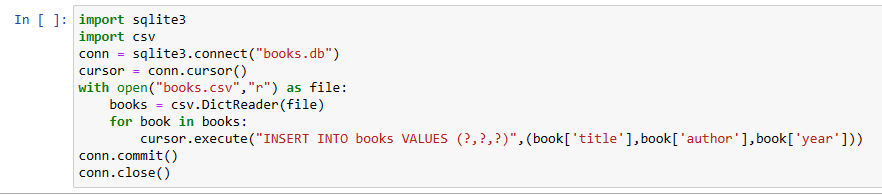 In [ ]: import sqlite3
import csv
conn = sqlite3.connect("books.db")
cursor = conn.cursor()
with open("books.csv","r") as file:
    books = csv.DictReader(file)
    for book in books:
        cursor.execute("INSERT INTO books VALUES (?,?,?)",(book['title'],book['author'],book['year']))
conn.commit()
conn.close()